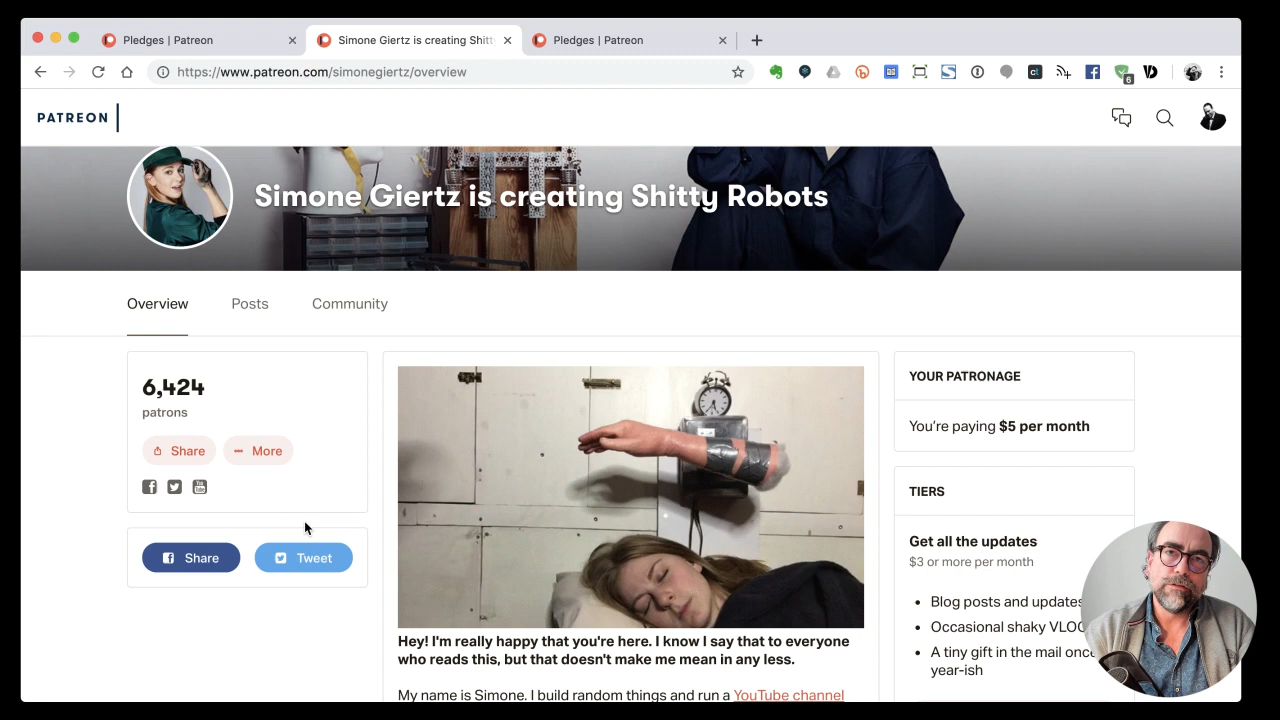 Pledges | Patreon
Simone Giertz is creating Shitt
Pledges | Patreon
https://www.patreon.com/simonegiertz/overview
6
PATREON
Simone Giertz is creating Shitty Robots
Overview
Posts
Community
6,424
patrons
Share
More
Share
Tweet
Hey! I'm really happy that you're here. I know I say that to everyone
who reads this, but that doesn't make me mean in any less.
My name is Simone. I build random things and run a YouTube channel
YOUR PATRONAGE
You're paying $5 per month
TIERS
Get all the updates
$3 or more per month
Blog posts and updates
Occasional shaky VLOG
A tiny gift in the mail once
year-ish